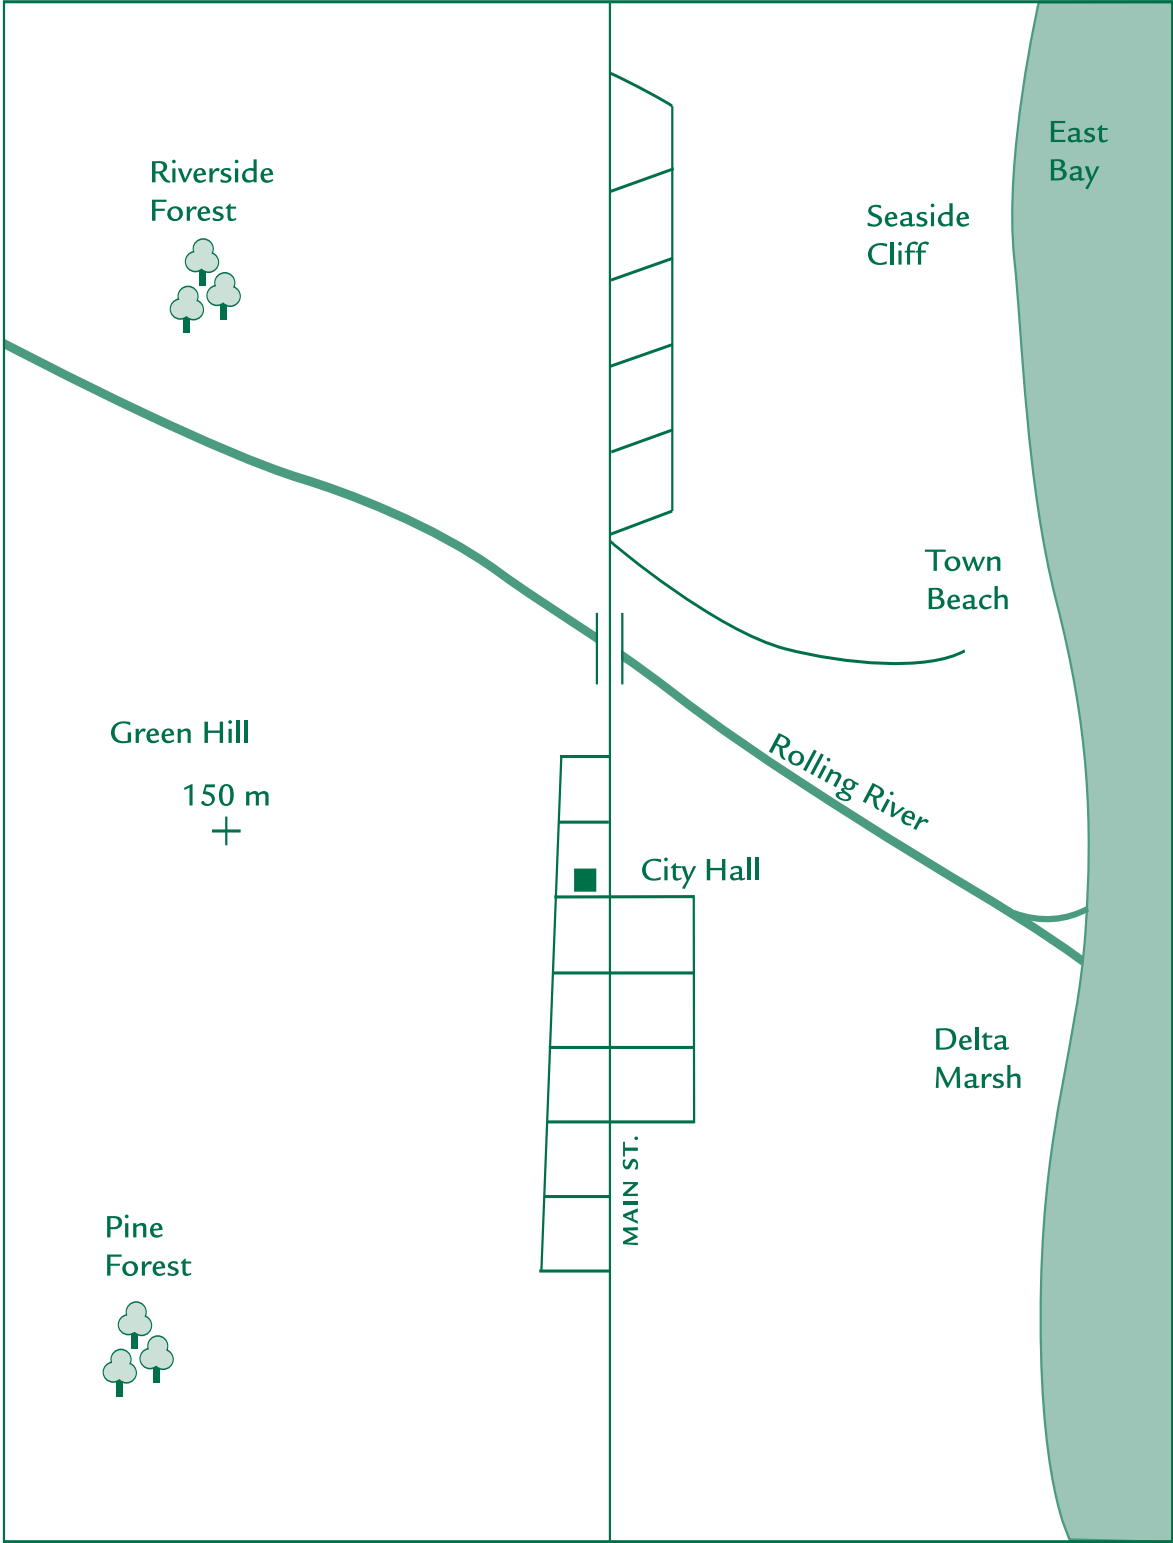 East
Bay
Riverside
Forest
Seaside
Cliff
Town
Beach
Green Hill
150 m
Rolling River
City Hall
Delta
Marsh
MAIN ST.
Pine
Forest